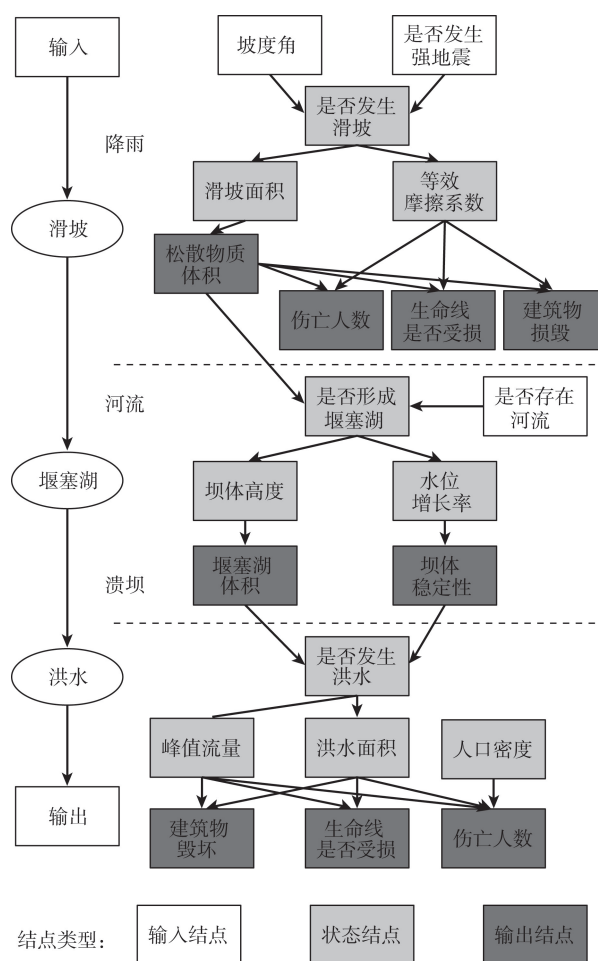 输入
坡度角
是否发生
强地震
是否发生
滑坡
降雨
滑坡面积
等效
摩擦系数
滑坡
松散物质
体积
伤亡人数
生命线
是否受损
建筑物
损毁
河流
是否形成
堰塞湖
是否存在
河流
堰塞湖
坝体高度
水位
增长率
溃坝
堰塞湖
体积
坝体
稳定性
洪水
是否发生
洪水
峰值流量
洪水面积
人口密度
输出
建筑物
毁坏
生命线
是否受损
伤亡人数
结点类型:
输入结点
状态结点
输出结点